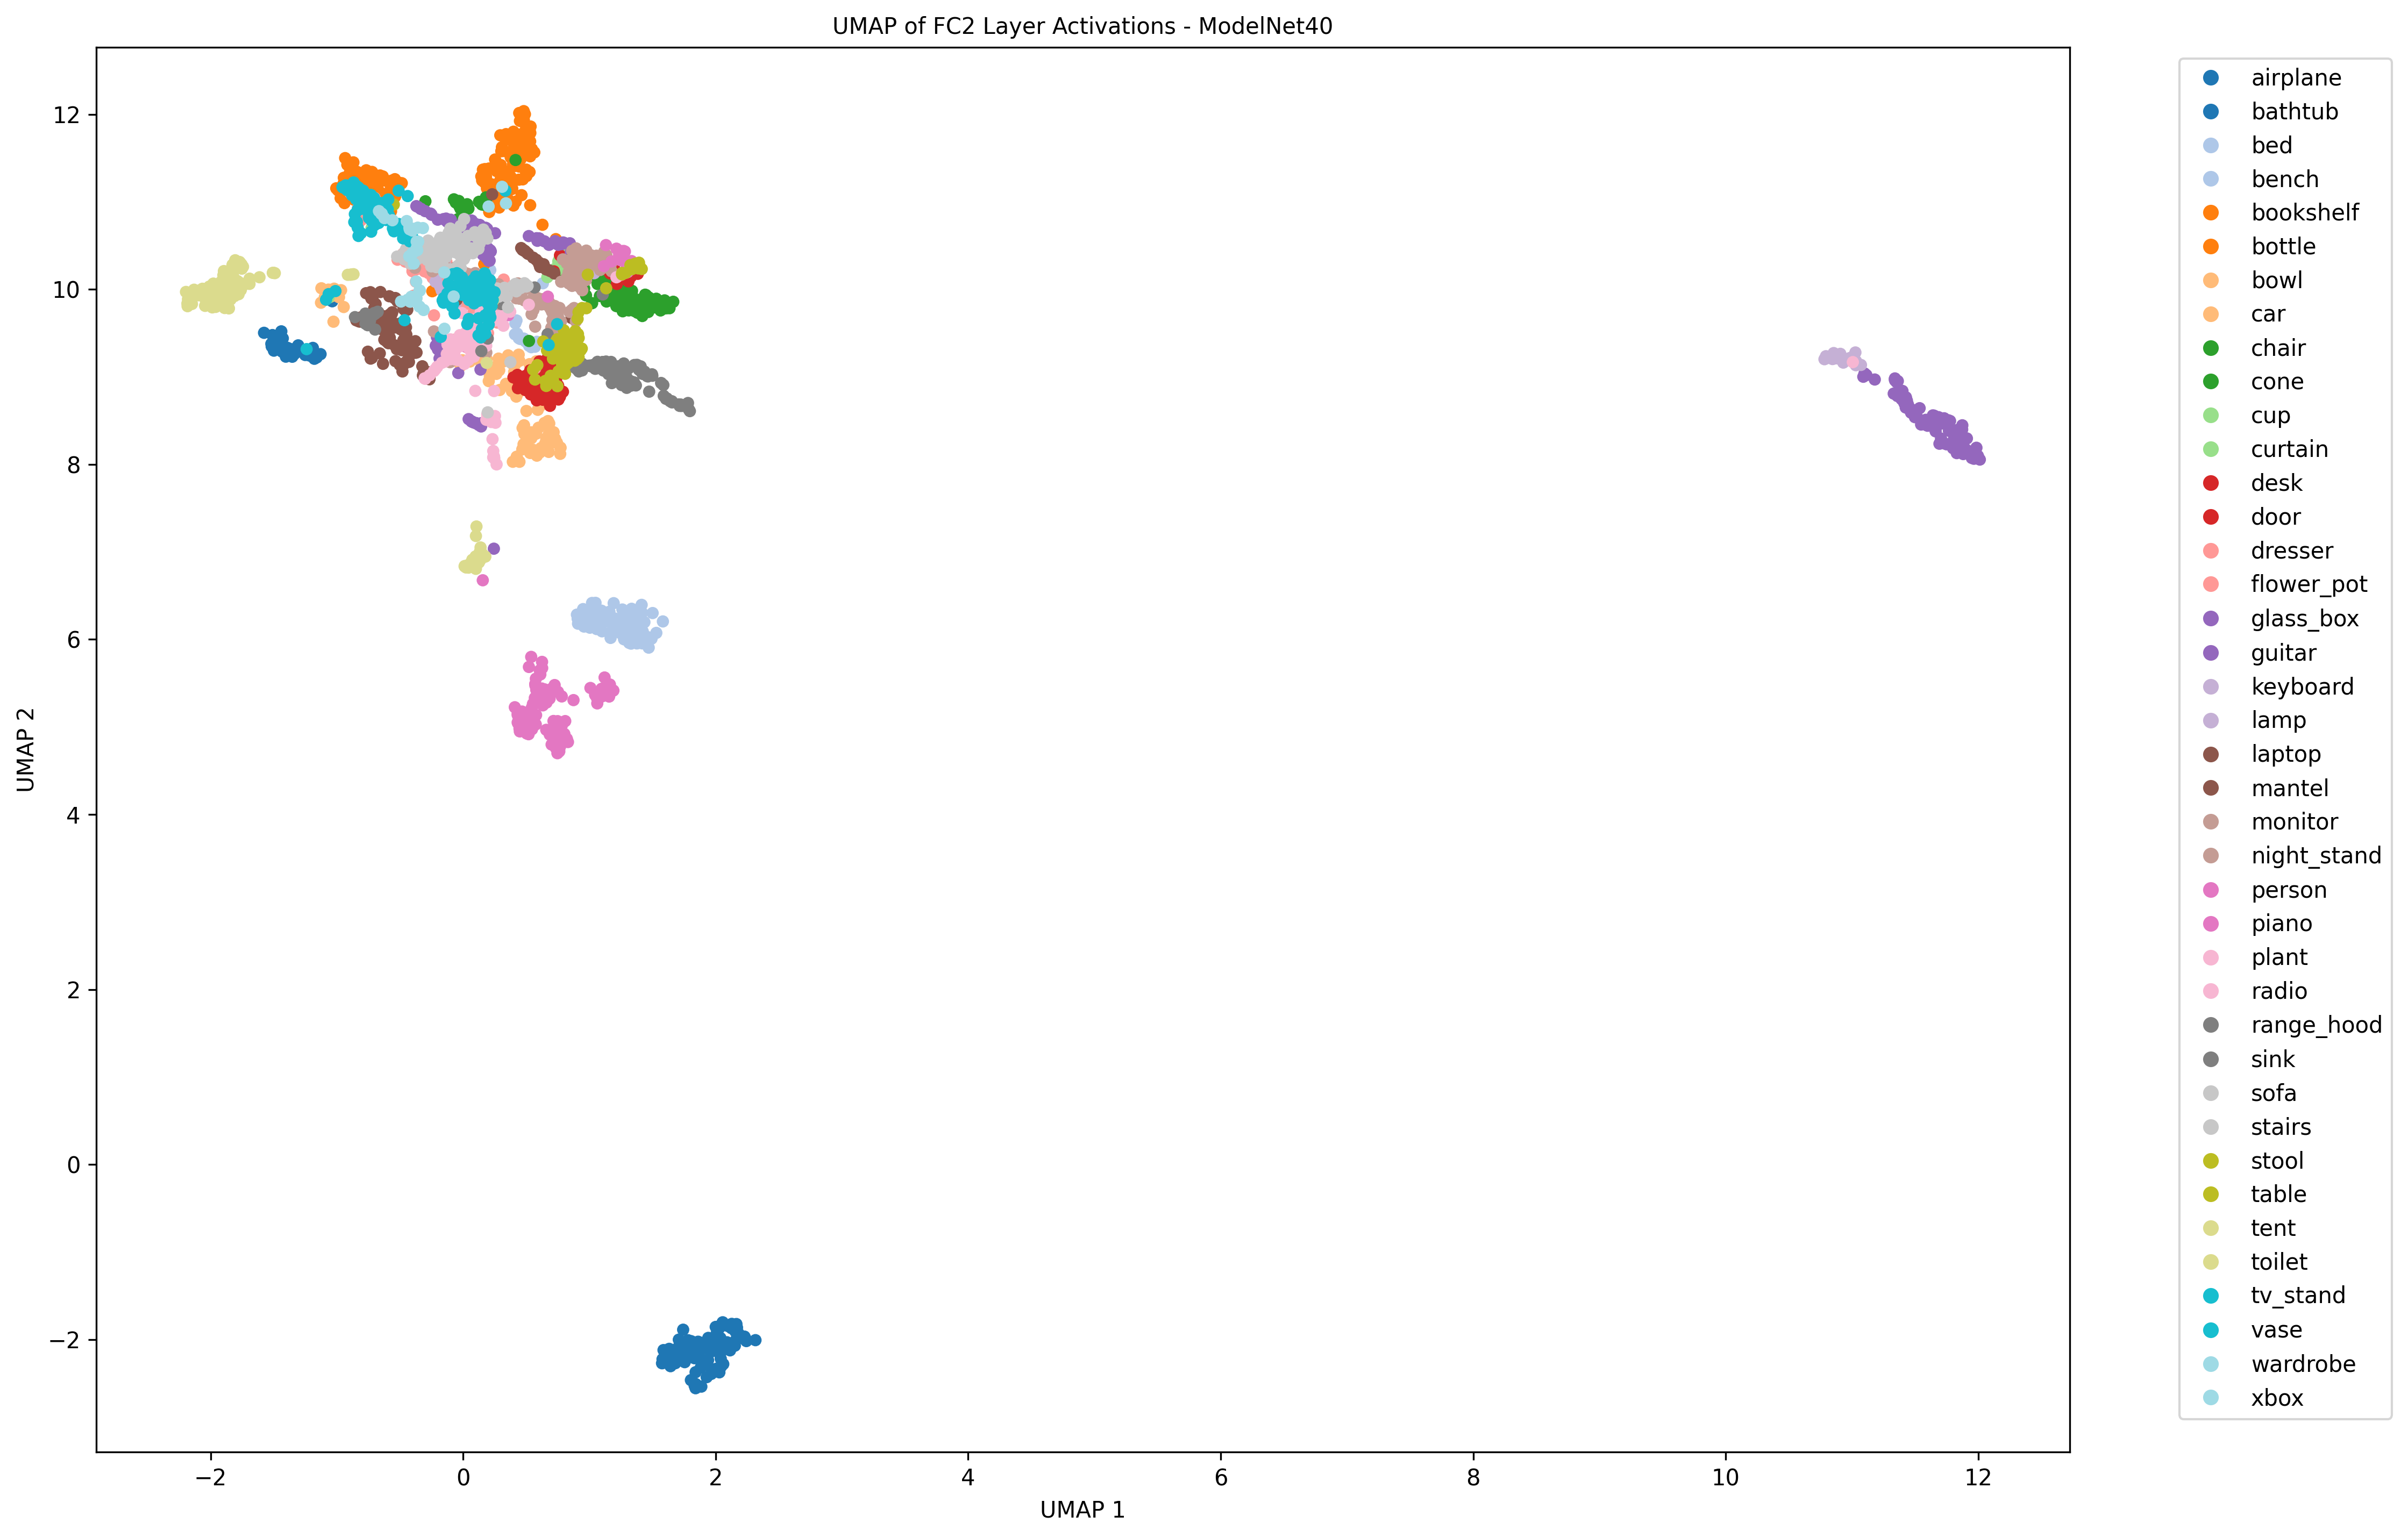 UMAP of FC2 Layer Activations - ModelNet40
12
10
8
6
4
2
0
−2
UMAP 2
−2
0
2
4
6
8
10
12
UMAP 1
airplane
bathtub
bed
bench
bookshelf
bottle
bowl
car
chair
cone
cup
curtain
desk
door
dresser
flower_pot
glass_box
guitar
keyboard
lamp
laptop
mantel
monitor
night_stand
person
piano
plant
radio
range_hood
sink
sofa
stairs
stool
table
tent
toilet
tv_stand
vase
wardrobe
xbox